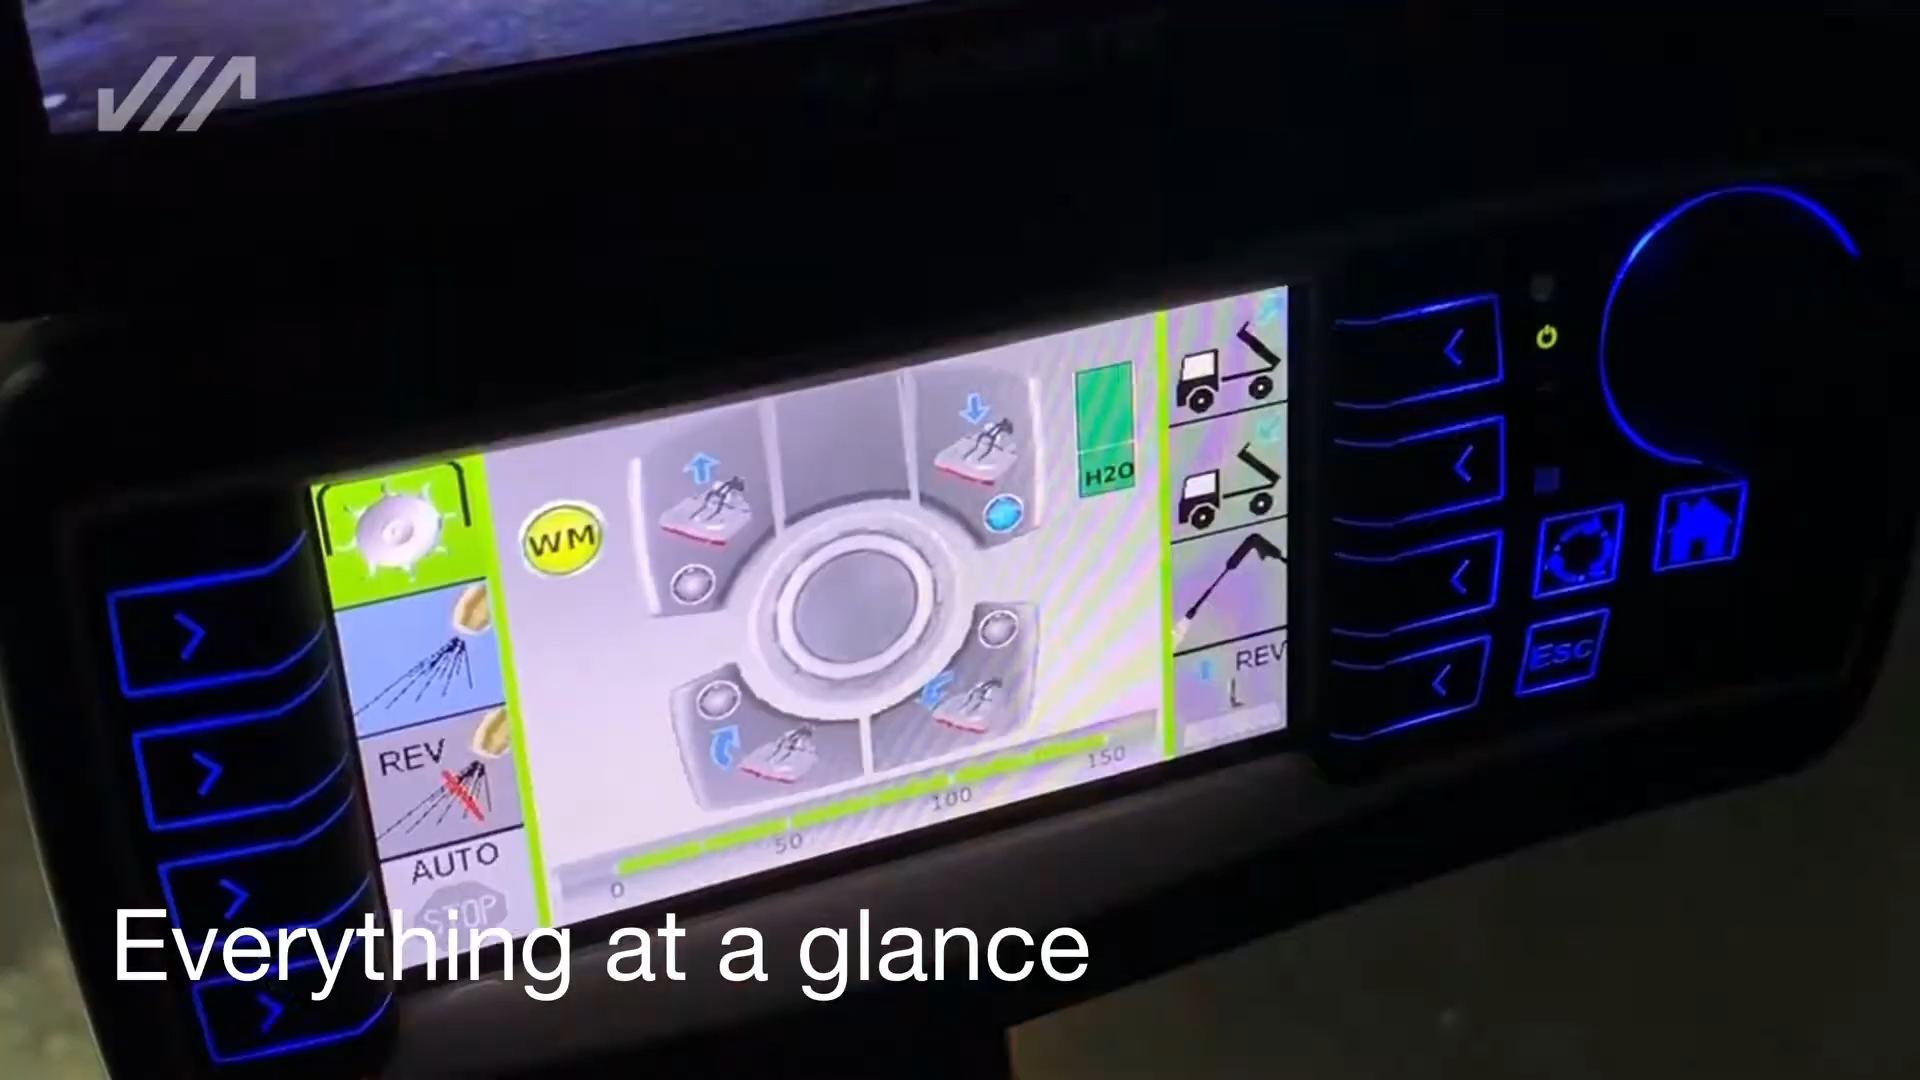 WM
H2O
REV
REV
AUTO
STOP
0
50
100
150
ESC
Everything at a glance